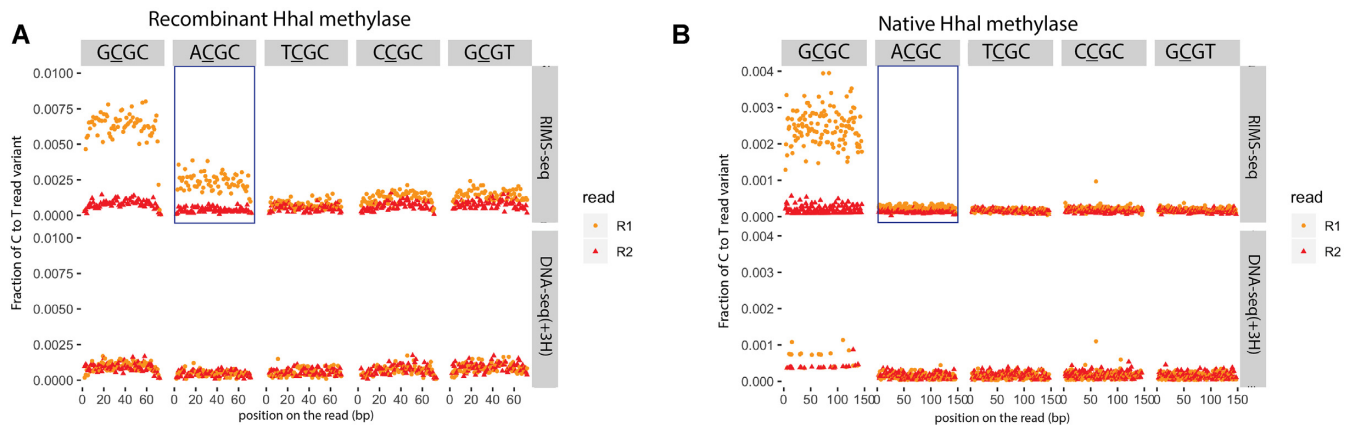 A
Recombinant HhaI methylase
GCGC ACGC TCGC CCGC GCGT
Fraction of C to T read variant
0.0100
0.0075
0.0050
0.0025
0.0000
RIMS-seq
0.0100
0.0075
0.0050
0.0025
0.0000
DNA-seq(+3H)
0 20 40 60 0 20 40 60 0 20 40 60 0 20 40 60 0 20 40 60
position on the read (bp)
read
R1
R2
B
Native HhaI methylase
GCGC ACGC TCGC CCGC GCGT
Fraction of C to T read variant
0.004
0.003
0.002
0.001
0.000
RIMS-seq
0.004
0.003
0.002
0.001
0.000
DNA-seq(+3H)
0 50 100 150 0 50 100 150 0 50 100 150 0 50 100 150 0 50 100 150
position on the read (bp)
read
R1
R2